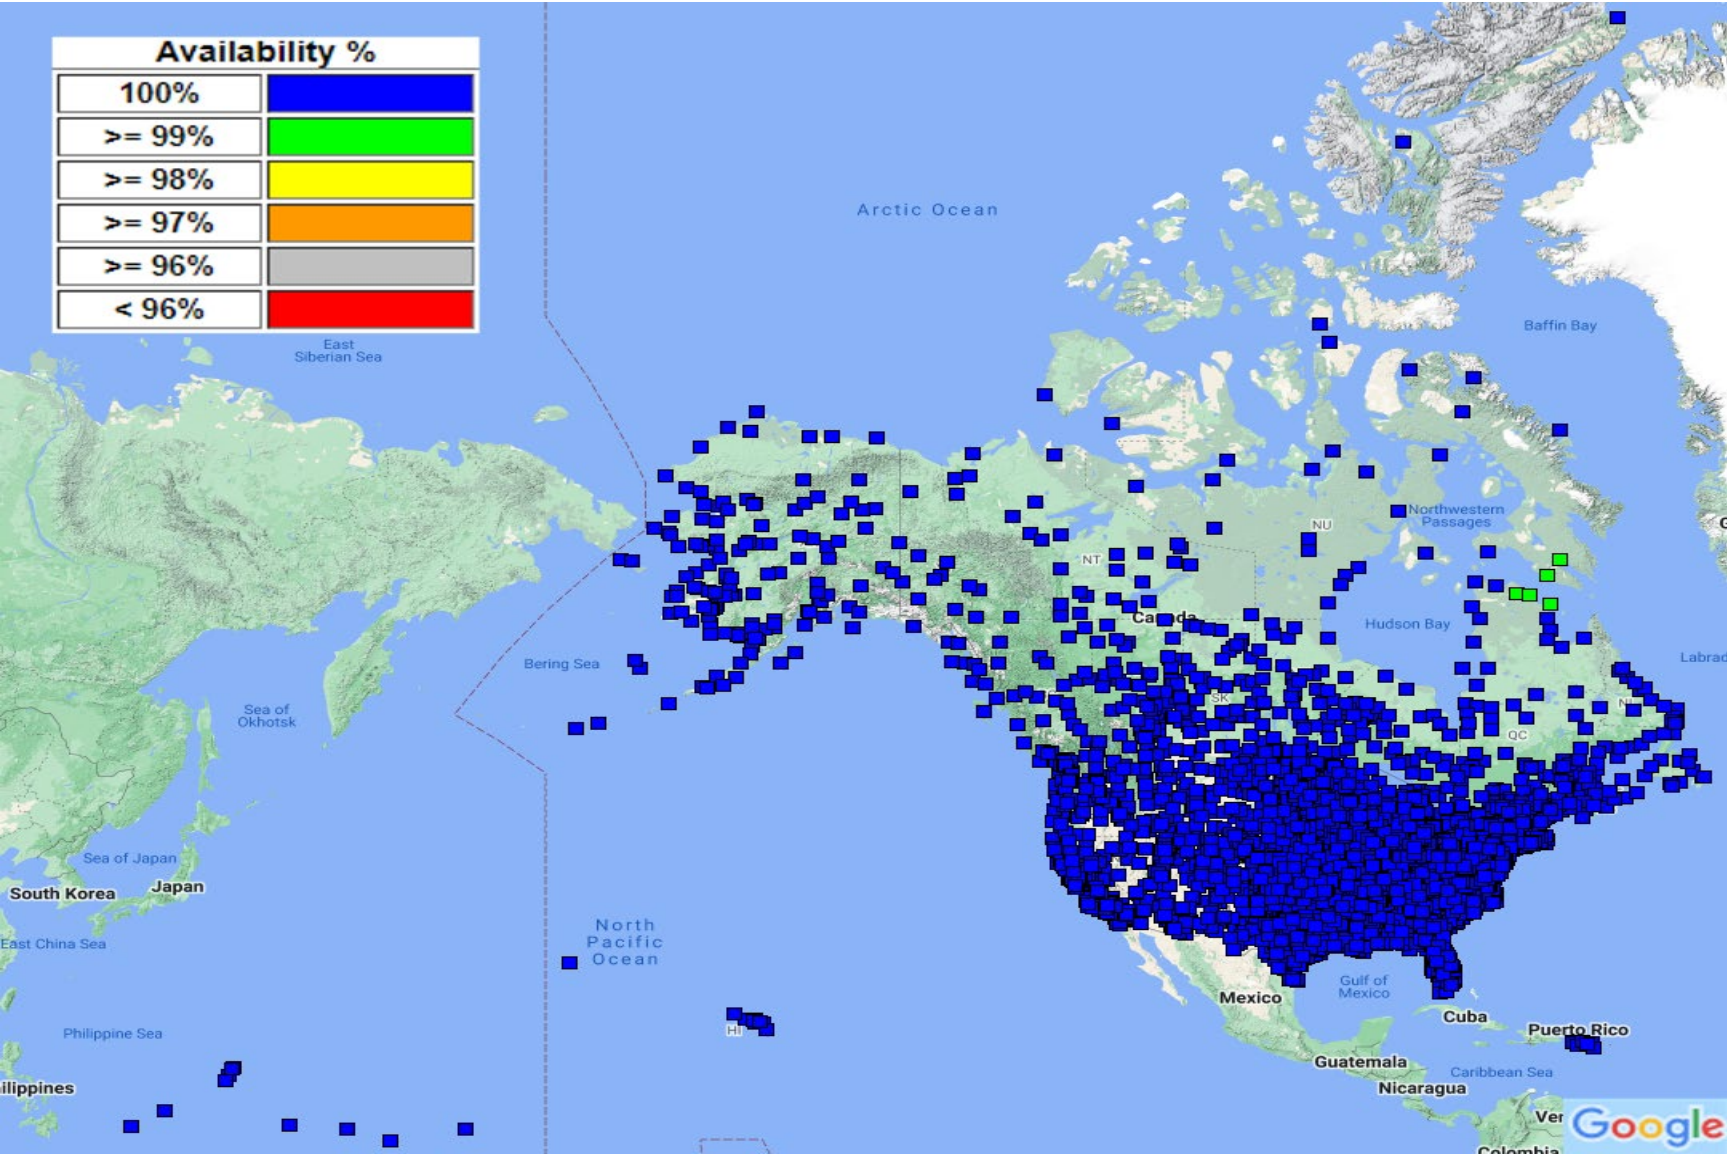 Availability %
100%
>= 99%
>= 98%
>= 97%
>= 96%
< 96%
Arctic Ocean
East
Siberian Sea
Baffin Bay
NU
Northwestern
Passages
NT
Canada
Hudson Bay
Bering Sea
Labrad
Sea of
Okhotsk
SK
QC
Sea of Japan
South Korea
Japan
East China Sea
North
Pacific
Ocean
Gulf of
Mexico
Mexico
Cuba
HI
Puerto Rico
Philippine Sea
Guatemala
Caribbean Sea
ilippines
Nicaragua
Ver
Google
Colombia